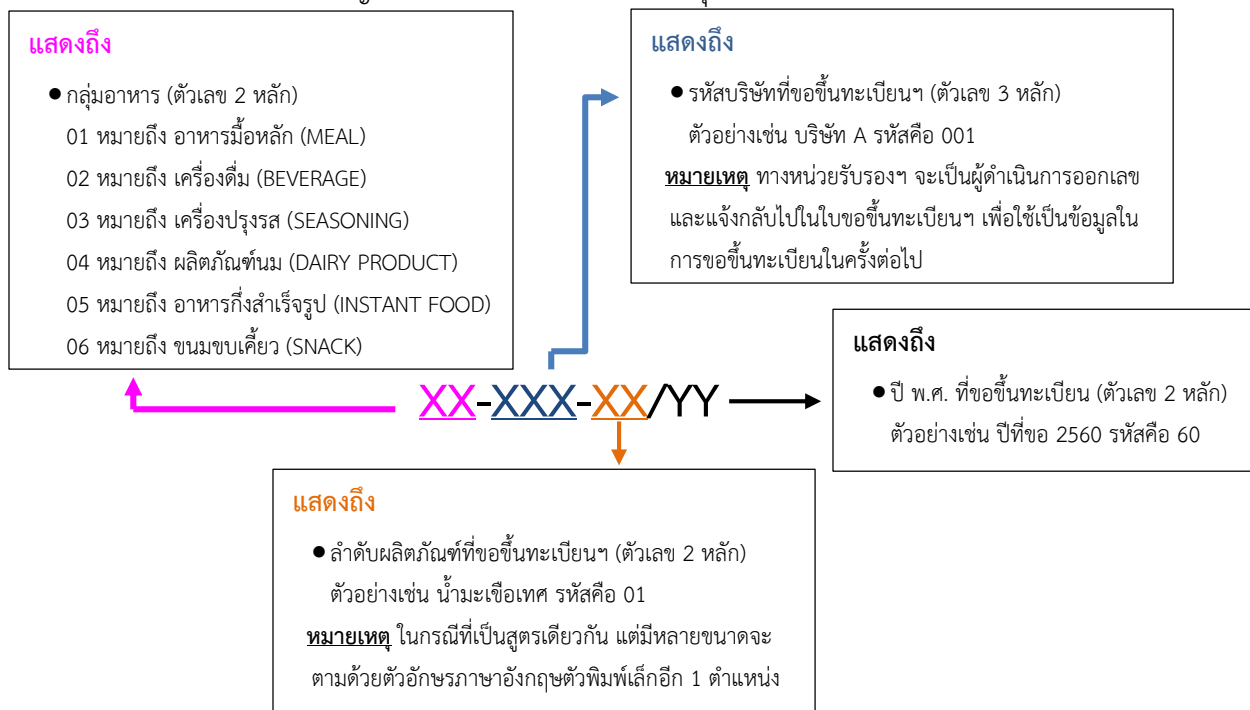 แสดงถึง
● กลุ่มอาหาร (ตัวเลข 2 หลัก)
01 หมายถึง อาหารมื้อหลัก (MEAL)
02 หมายถึง เครื่องดื่ม (BEVERAGE)
03 หมายถึง เครื่องปรุงรส (SEASONING)
04 หมายถึง ผลิตภัณฑ์นม (DAIRY PRODUCT)
05 หมายถึง อาหารกึ่งสำเร็จรูป (INSTANT FOOD)
06 หมายถึง ขนมขบเคี้ยว (SNACK)
แสดงถึง
● รหัสบริษัทที่ขอขึ้นทะเบียนฯ (ตัวเลข 3 หลัก)
ตัวอย่างเช่น บริษัท A รหัสคือ 001
หมายเหตุ ทางหน่วยรับรองฯ จะเป็นผู้ดำเนินการออกเลข
และแจ้งกลับไปในใบขอขึ้นทะเบียนฯ เพื่อใช้เป็นข้อมูลใน
การขอขึ้นทะเบียนในครั้งต่อไป
XX-XXX-XX/YY
แสดงถึง
● ปี พ.ศ. ที่ขอขึ้นทะเบียน (ตัวเลข 2 หลัก)
ตัวอย่างเช่น ปีที่ขอ 2560 รหัสคือ 60
แสดงถึง
● ลำดับผลิตภัณฑ์ที่ขอขึ้นทะเบียนฯ (ตัวเลข 2 หลัก)
ตัวอย่างเช่น น้ำมะเขือเทศ รหัสคือ 01
หมายเหตุ ในกรณีที่เป็นสูตรเดียวกัน แต่มีหลายขนาดจะ
ตามด้วยตัวอักษรภาษาอังกฤษตัวพิมพ์เล็กอีก 1 ตำแหน่ง